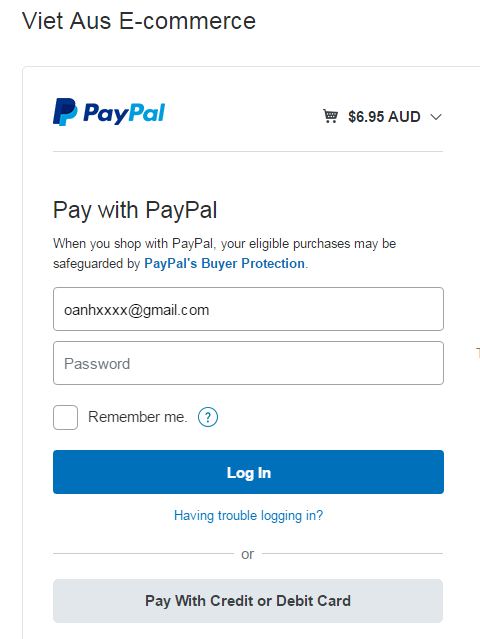 Viet Aus E-commerce
PayPal
$6.95 AUD
Pay with PayPal
When you shop with PayPal, your eligible purchases may be
safeguarded by PayPal's Buyer Protection.
oanhxxxx@gmail.com
Password
Remember me. ?
Log In
Having trouble logging in?
or
Pay With Credit or Debit Card